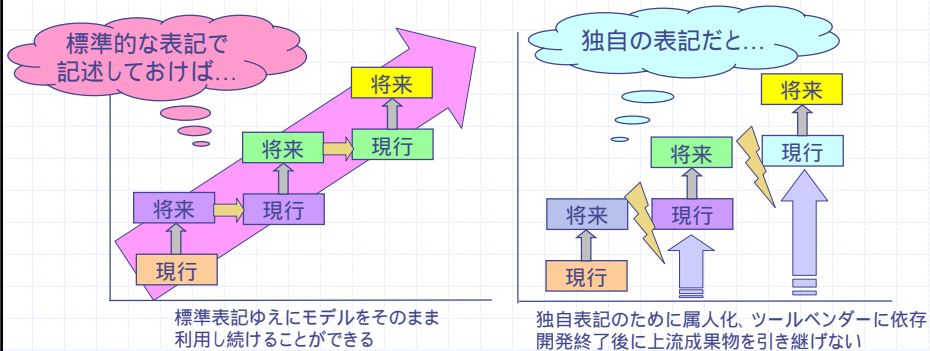 標準的な表記で
記述しておけば…
将来
将来
現行
将来
現行
現行
標準表記ゆえにモデルをそのまま
利用し続けることができる
独自の表記だと…
将来
将来
現行
将来
現行
現行
独自表記のために属人化、ツールベンダーに依存
開発終了後に上流成果物を引き継げない